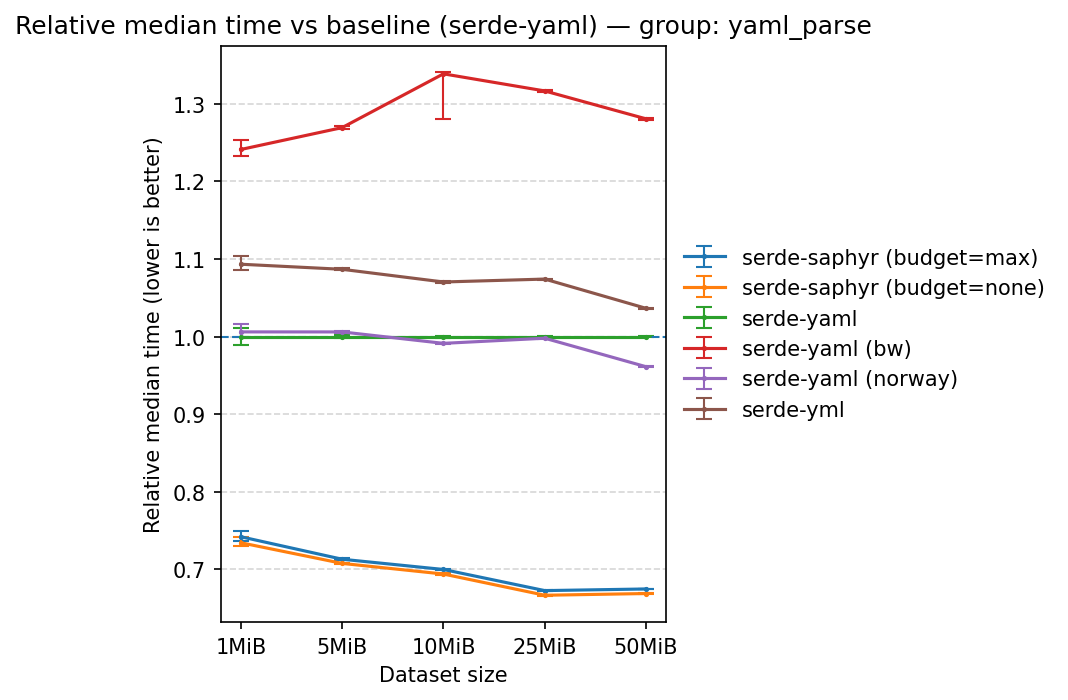 Relative median time vs baseline (serde-yaml) — group: yaml_parse
Relative median time (lower is better)
1.3
1.2
1.1
1.0
0.9
0.8
0.7
1MiB 5MiB 10MiB 25MiB 50MiB
Dataset size
serde-saphyr (budget=max)
serde-saphyr (budget=none)
serde-yaml
serde-yaml (bw)
serde-yaml (norway)
serde-yml